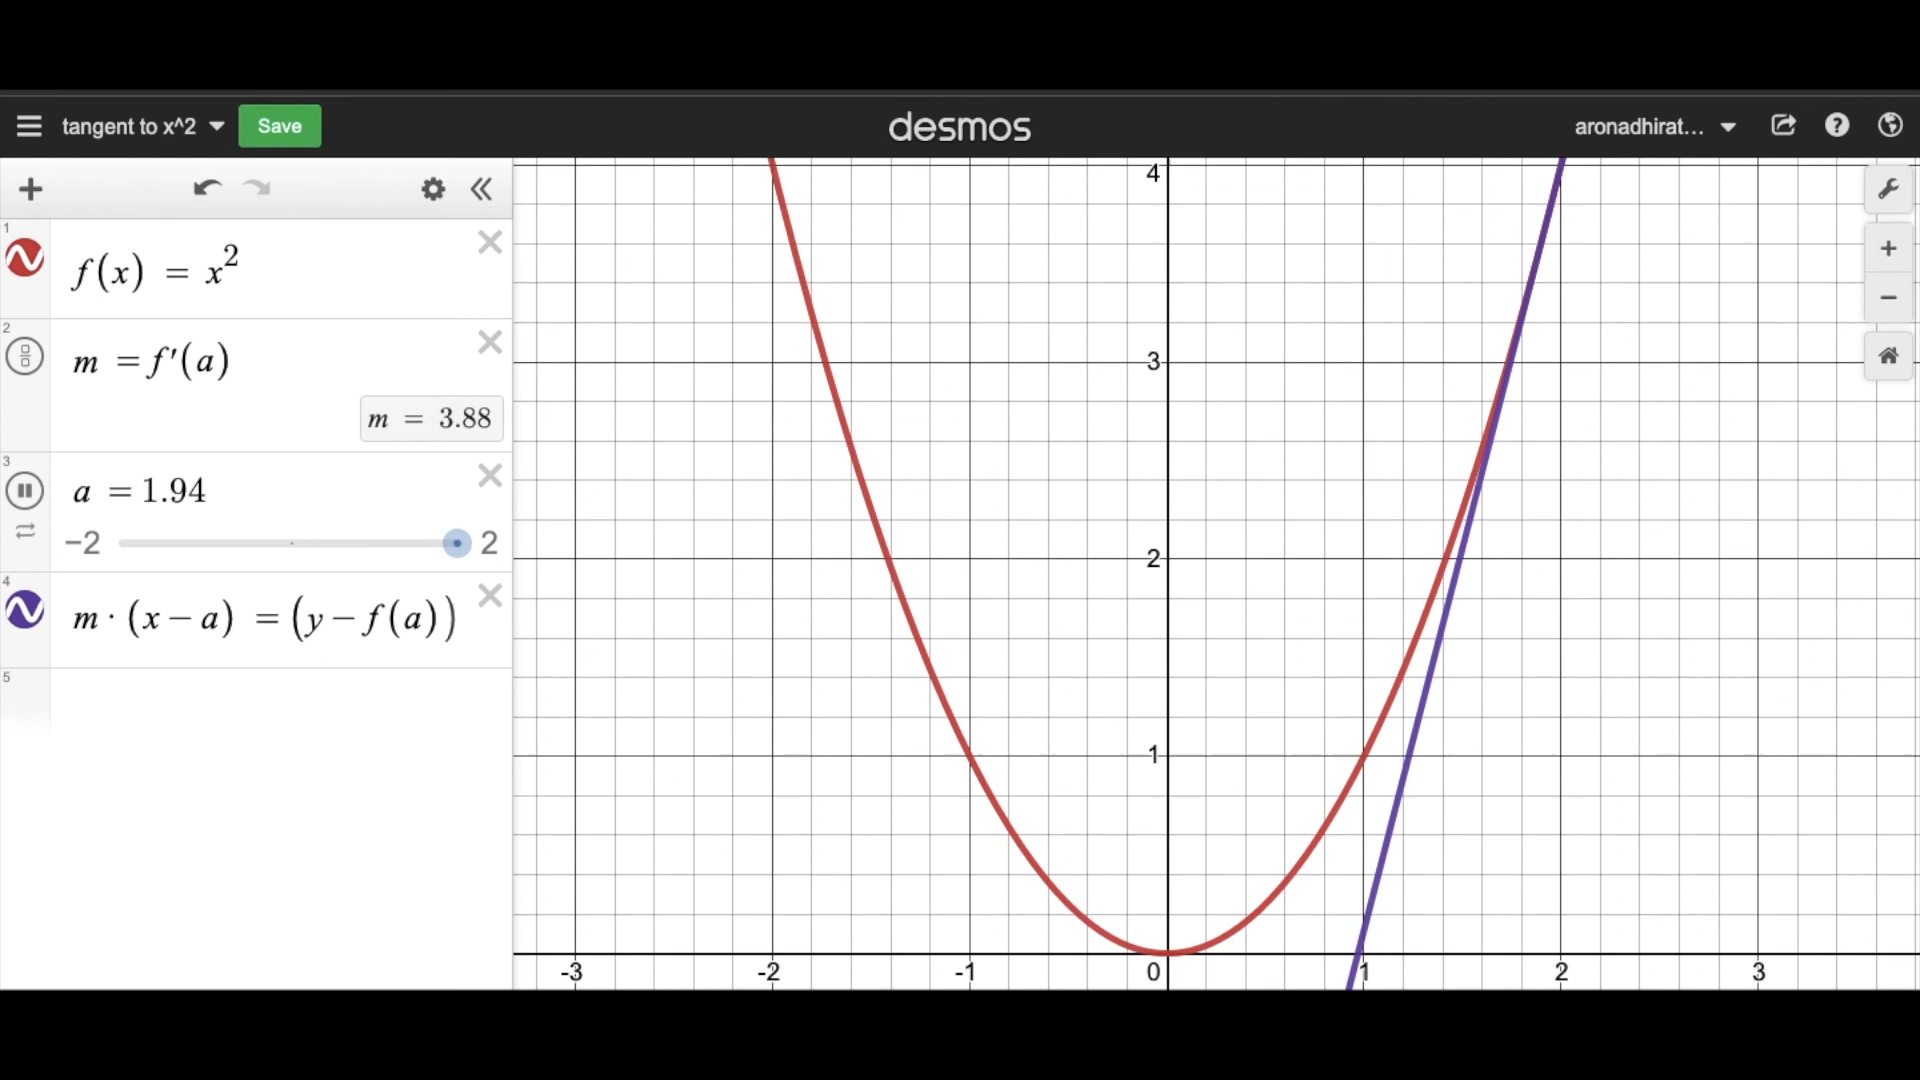 tangent to x^2
Save
desmos
aronadhirat...
1
f(x) = x²
2
m = f'(a)
m = 3.88
3
a = 1.94
−2
2
4
m · (x − a) = (y − f(a))
5
4
3
2
1
-3 -2 -1 0 1 2 3